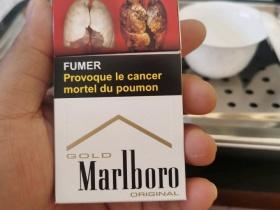 FUMER
Provoque le cancer
mortel du poumon
GOLD
Marlboro
ORIGINAL